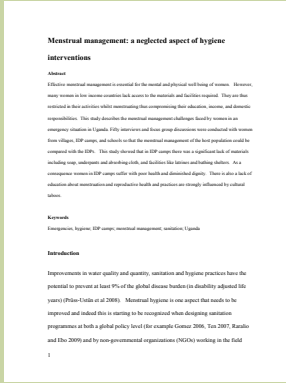 Menstrual management: a neglected aspect of hygiene
interventions
Abstract
Effective menstrual management is essential for the mental and physical well-being of women. However,
many women in low income countries lack access to the materials and facilities required. They are thus
restricted in their activities whilst menstruating thus compromising their education, income, and domestic
responsibilities. This study describes the menstrual management challenges faced by women in an
emergency situation in Uganda. Fifty interviews and focus group discussions were conducted with women
from villages, IDP camps, and schools so that the menstrual management of the host population could be
compared with the IDPs. This study showed that in IDP camps there was a significant lack of materials
including soap, underpants and absorbing cloth, and facilities like latrines and bathing shelters. As a
consequence women in IDP camps suffer with poor health and diminished dignity. There is also a lack of
education about menstruation and reproductive health and practices are strongly influenced by cultural
taboos.
Keywords
Emergencies, hygiene; IDP camps; menstrual management; sanitation; Uganda
Introduction
Improvements in water quality and quantity, sanitation and hygiene practices have the
potential to prevent at least 9% of the global disease burden (in disability adjusted life
years) (Prüss-Üstün et al 2008). Menstrual hygiene is one aspect that needs to be
improved and indeed this is starting to be recognized when designing sanitation
programmes at both a global policy level (for example Gomez 2006, Ten 2007,
and Ebo 2009) and by non-governmental organizations (NGOs) working in the field
1